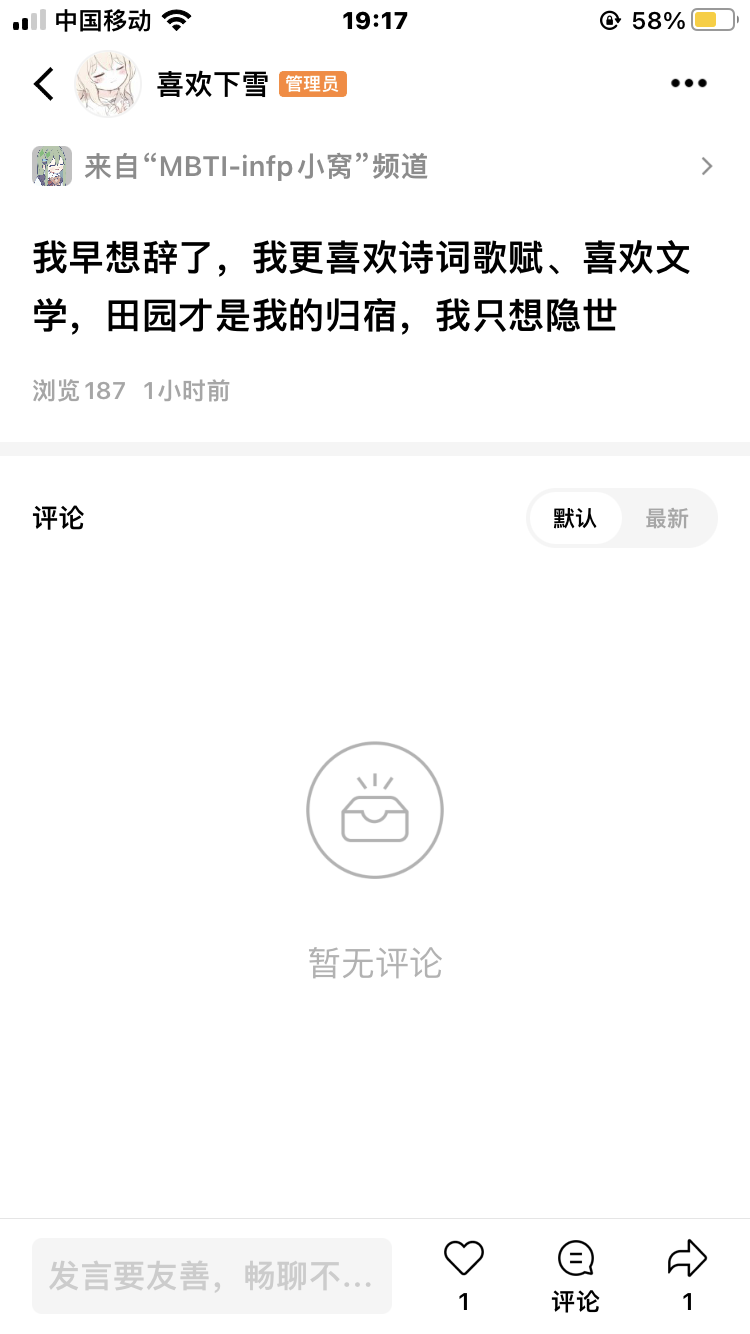 中国移动
19:17
58%
喜欢下雪 管理员
来自“MBTI-infp小窝”频道
我早想辞了，我更喜欢诗词歌赋、喜欢文
学，田园才是我的归宿，我只想隐世
浏览187 1小时前
评论
默认 最新
暂无评论
发言要友善，畅聊不...
1
评论
1